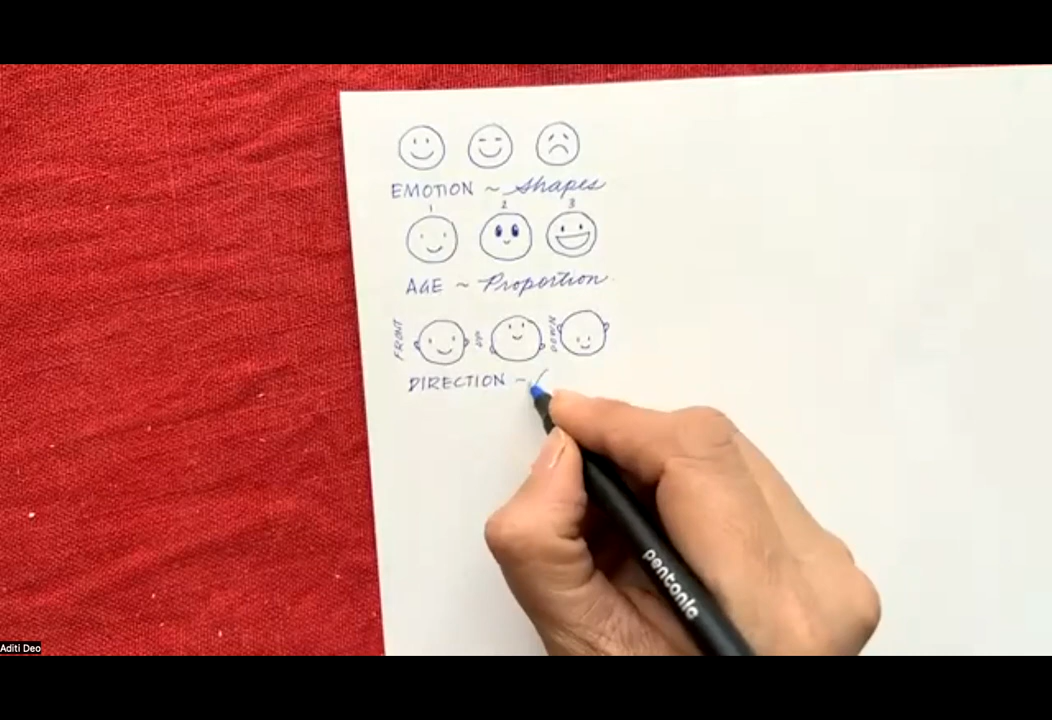 EMOTION ~ Shapes
1 2 3
AGE ~ Proportion
FRONT UP DOWN
DIRECTION ~
pentonic
Aditi Deo